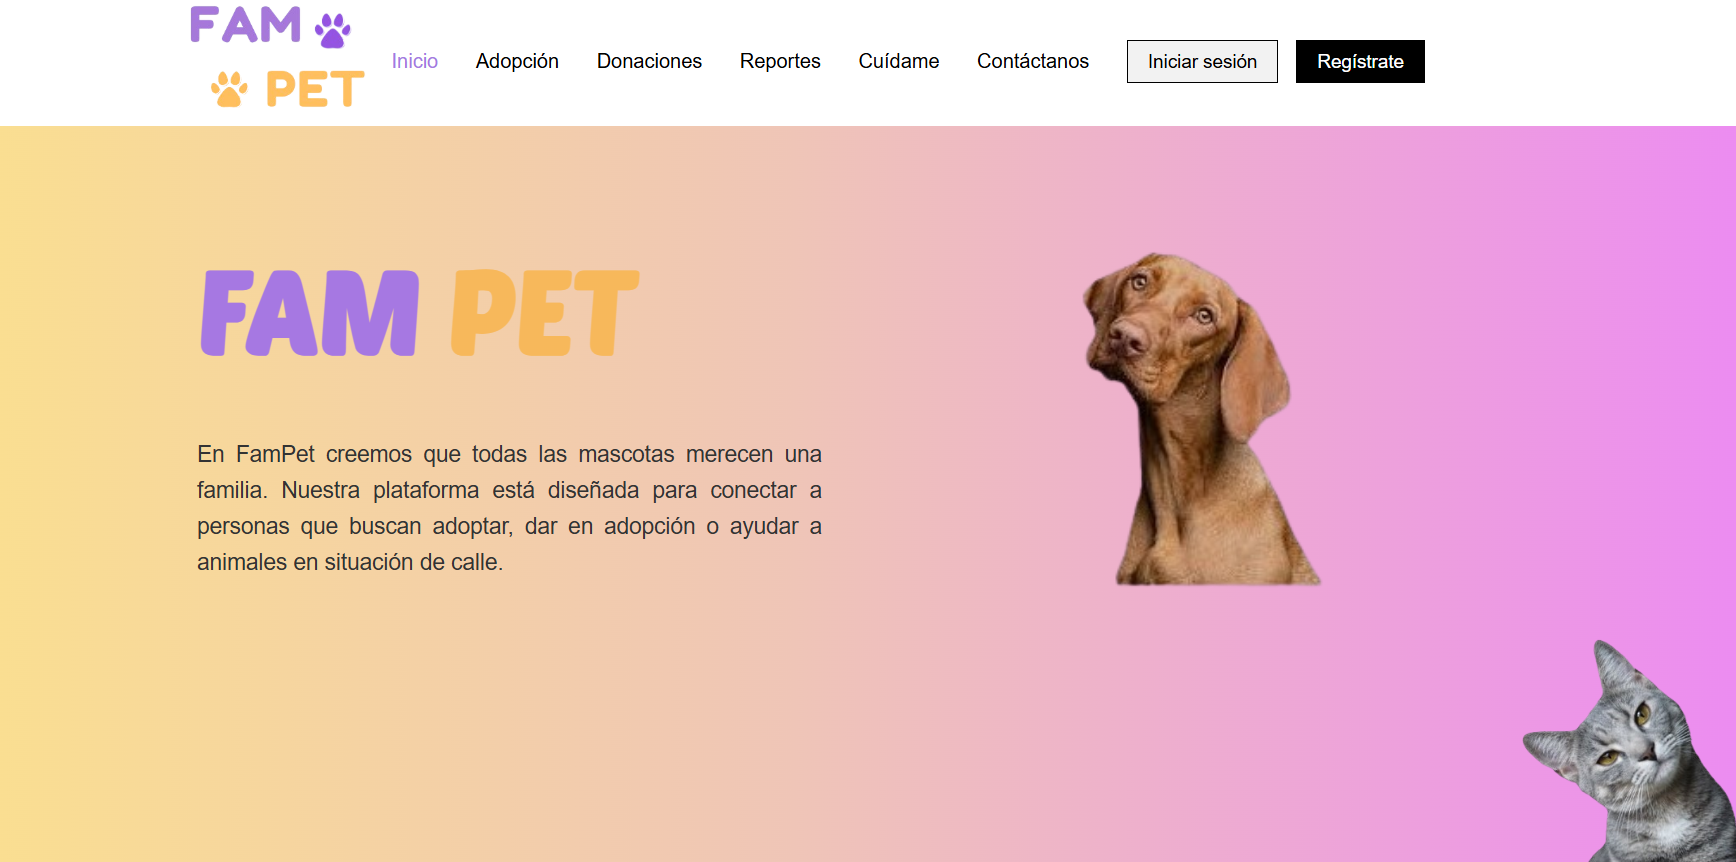 FAM
PET
Inicio
Adopción
Donaciones
Reportes
Cuídame
Contáctanos
Iniciar sesión
Regístrate
FAM PET
En FamPet creemos que todas las mascotas merecen una
familia. Nuestra plataforma está diseñada para conectar a
personas que buscan adoptar, dar en adopción o ayudar a
animales en situación de calle.